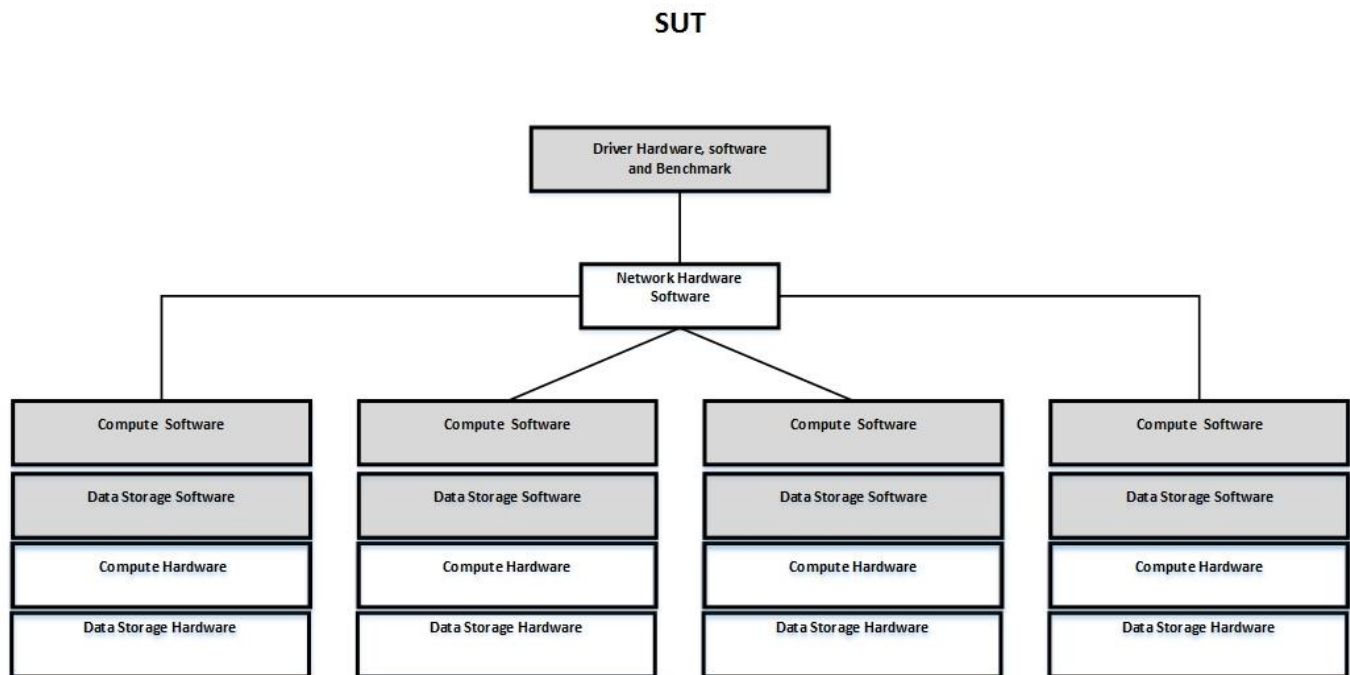 SUT
Driver Hardware, software
and Benchmark
Network Hardware
Software
Compute Software
Compute Software
Compute Software
Compute Software
Data Storage Software
Data Storage Software
Data Storage Software
Data Storage Software
Compute Hardware
Compute Hardware
Compute Hardware
Compute Hardware
Data Storage Hardware
Data Storage Hardware
Data Storage Hardware
Data Storage Hardware